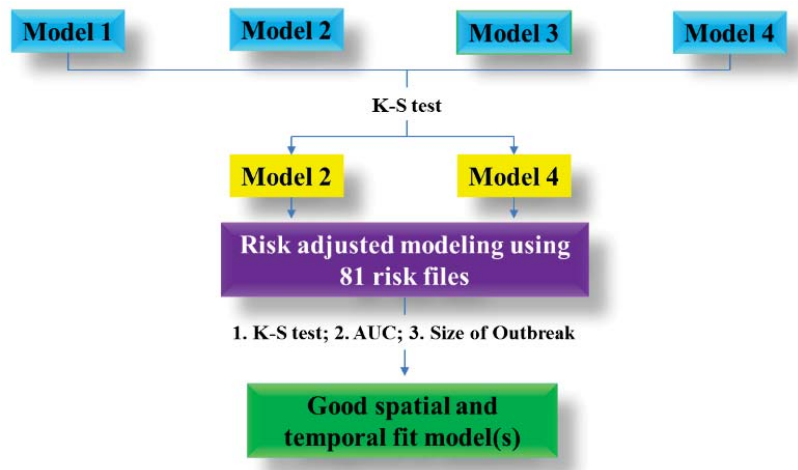 Model 1
Model 2
Model 3
Model 4
K-S test
Model 2
Model 4
Risk adjusted modeling using
81 risk files
1. K-S test; 2. AUC; 3. Size of Outbreak
Good spatial and
temporal fit model(s)